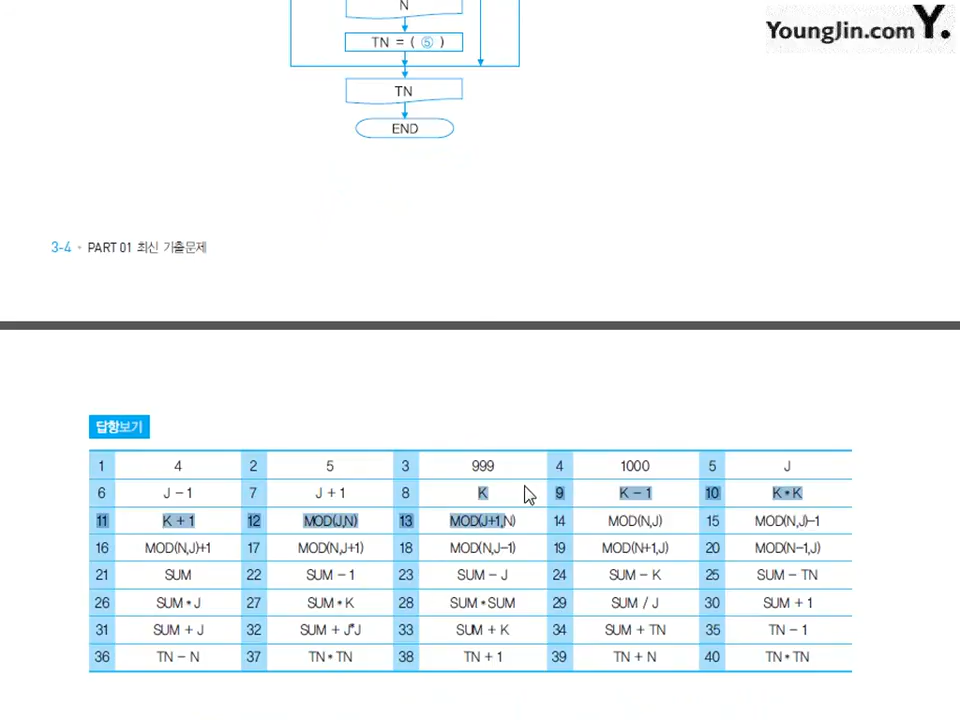 N
YoungJin.com Y.
TN = ( ⑤ )
TN
END
3-4 • PART 01 최신 기출문제
답항보기
1 4 2 5 3 999 4 1000 5 J
6 J - 1 7 J + 1 8 K 9 K - 1 10 K * K
11 K + 1 12 MOD(J,N) 13 MOD(J+1,N) 14 MOD(N,J) 15 MOD(N,J)-1
16 MOD(N,J)+1 17 MOD(N,J+1) 18 MOD(N,J-1) 19 MOD(N+1,J) 20 MOD(N-1,J)
21 SUM 22 SUM - 1 23 SUM - J 24 SUM - K 25 SUM - TN
26 SUM * J 27 SUM * K 28 SUM * SUM 29 SUM / J 30 SUM + 1
31 SUM + J 32 SUM + J*J 33 SUM + K 34 SUM + TN 35 TN - 1
36 TN - N 37 TN * TN 38 TN + 1 39 TN + N 40 TN * TN